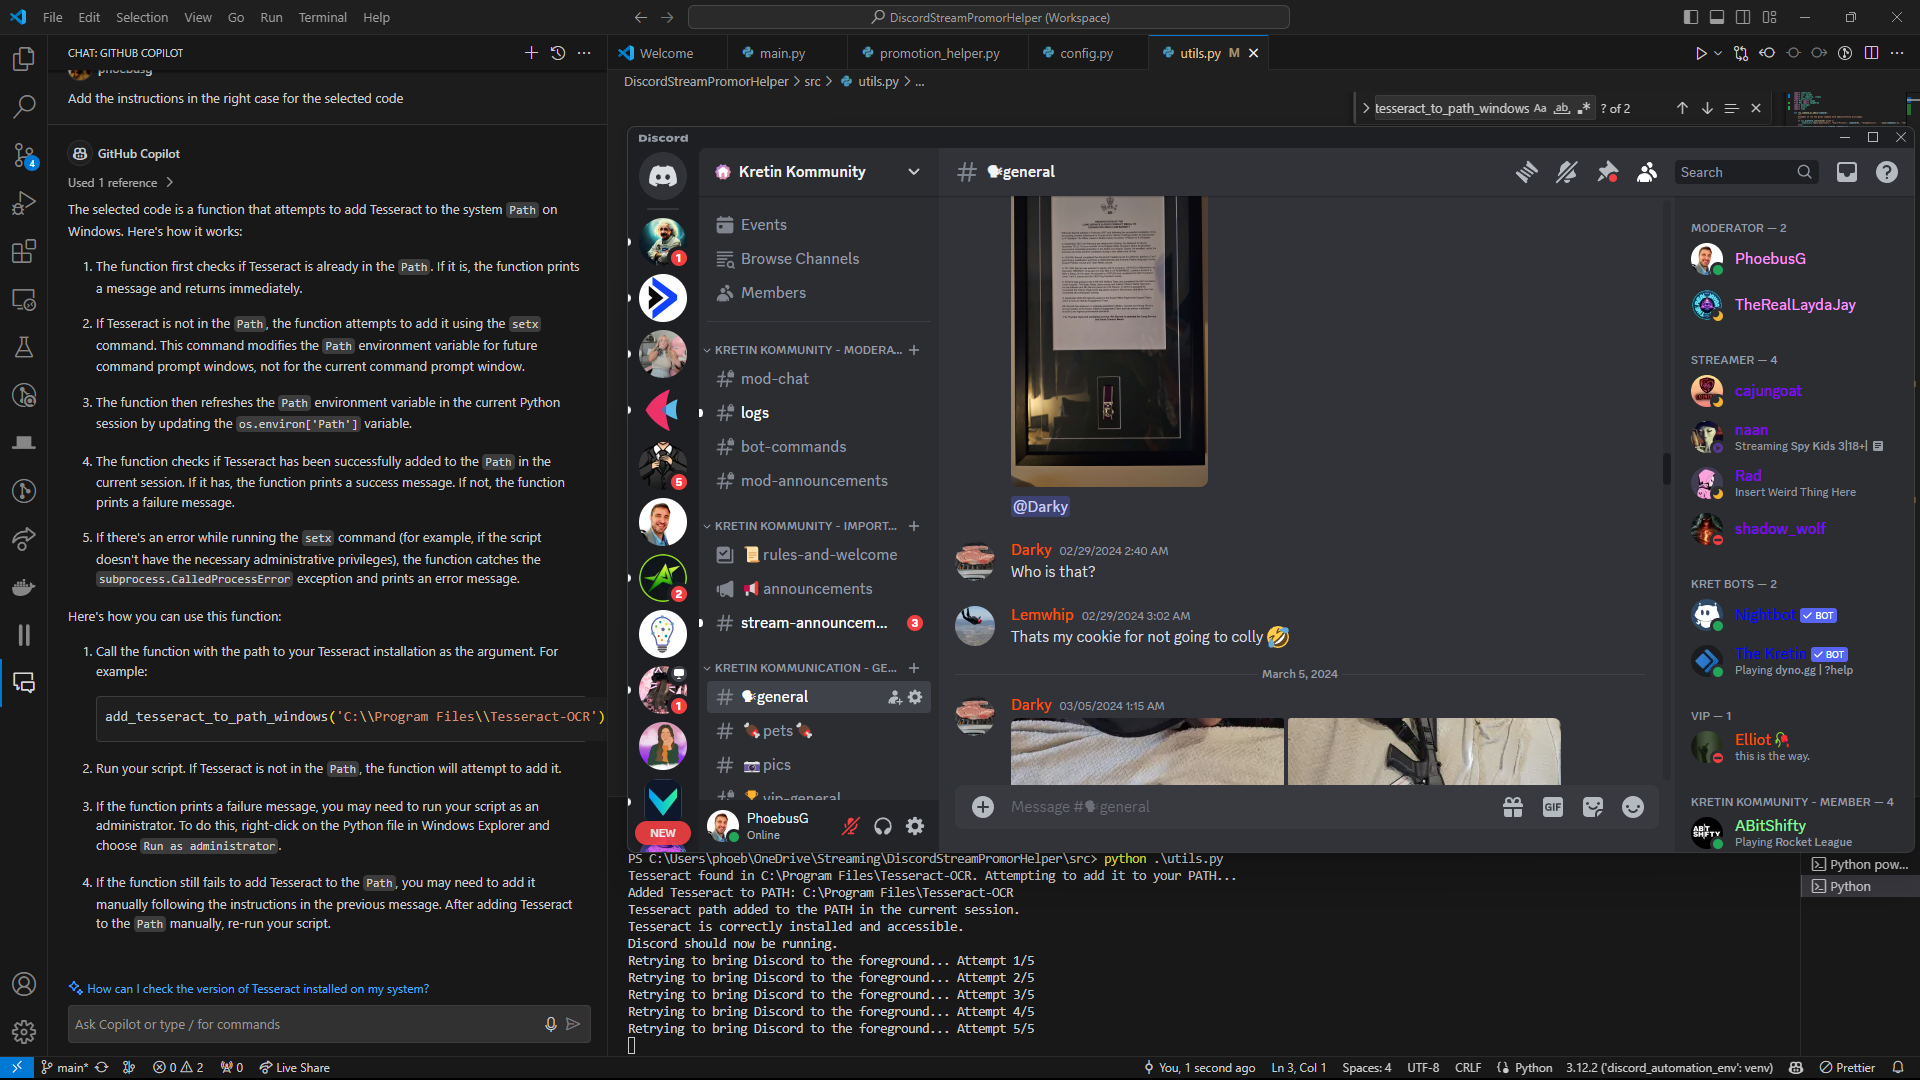 File Edit Selection View Go Run Terminal Help
DiscordStreamPromorHelper (Workspace)
CHAT: GITHUB COPILOT
phoebusg
Add the instructions in the right case for the selected code
GitHub Copilot
Used 1 reference
The selected code is a function that attempts to add Tesseract to the system Path on
Windows. Here's how it works:
1. The function first checks if Tesseract is already in the Path. If it is, the function prints
a message and returns immediately.
2. If Tesseract is not in the Path, the function attempts to add it using the setx
command. This command modifies the Path environment variable for future
command prompt windows, not for the current command prompt window.
3. The function then refreshes the Path environment variable in the current Python
session by updating the os.environ['Path'] variable.
4. The function checks if Tesseract has been successfully added to the Path in the
current session. If it has, the function prints a success message. If not, the function
prints a failure message.
5. If there's an error while running the setx command (for example, if the script
doesn't have the necessary administrative privileges), the function catches the
subprocess.CalledProcessError exception and prints an error message.
Here's how you can use this function:
1. Call the function with the path to your Tesseract installation as the argument. For
example:
add_tesseract_to_path_windows('C:\\Program Files\\Tesseract-OCR')
2. Run your script. If Tesseract is not in the Path, the function will attempt to add it.
3. If the function prints a failure message, you may need to run your script as an
administrator. To do this, right-click on the Python file in Windows Explorer and
choose Run as administrator.
4. If the function still fails to add Tesseract to the Path, you may need to add it
manually following the instructions in the previous message. After adding Tesseract
to the Path manually, re-run your script.
How can I check the version of Tesseract installed on my system?
Ask Copilot or type / for commands
4
Welcome
main.py
promotion_helper.py
config.py
utils.py M
DiscordStreamPromorHelper > src > utils.py > ...
tesseract_to_path_windows Aa ab .* ? of 2
Discord
1
5
2
1
NEW
Kretin Kommunity
Events
Browse Channels
Members
KRETIN KOMMUNITY - MODERA...
mod-chat
logs
bot-commands
mod-announcements
KRETIN KOMMUNITY - IMPORT...
rules-and-welcome
announcements
stream-announcem... 3
KRETIN KOMMUNICATION - GE...
general
pets
pics
vip-general
PhoebusG
Online
general
Search
@Darky
Darky 02/29/2024 2:40 AM
Who is that?
Lemwhip 02/29/2024 3:02 AM
Thats my cookie for not going to colly
March 5, 2024
Darky 03/05/2024 1:15 AM
Message #general
GIF
MODERATOR — 2
PhoebusG
TheRealLaydaJay
STREAMER — 4
cajungoat
naan
Streaming Spy Kids 3|18+|
Rad
Insert Weird Thing Here
shadow_wolf
KRET BOTS — 2
Nightbot BOT
The Kretin BOT
Playing dyno.gg | ?help
VIP — 1
Elliot
this is the way.
KRETIN KOMMUNITY - MEMBER — 4
ABIT SHIFTY
ABitShifty
Playing Rocket League
PS C:\Users\phoeb\OneDrive\Streaming\DiscordStreamPromorHelper\src> python .\utils.py
Tesseract found in C:\Program Files\Tesseract-OCR. Attempting to add it to your PATH...
Added Tesseract to PATH: C:\Program Files\Tesseract-OCR
Tesseract path added to the PATH in the current session.
Tesseract is correctly installed and accessible.
Discord should now be running.
Retrying to bring Discord to the foreground... Attempt 1/5
Retrying to bring Discord to the foreground... Attempt 2/5
Retrying to bring Discord to the foreground... Attempt 3/5
Retrying to bring Discord to the foreground... Attempt 4/5
Retrying to bring Discord to the foreground... Attempt 5/5
Python pow...
Python
main* 0 2 0 Live Share
You, 1 second ago Ln 3, Col 1 Spaces: 4 UTF-8 CRLF Python 3.12.2 ('discord_automation_env': venv) Prettier